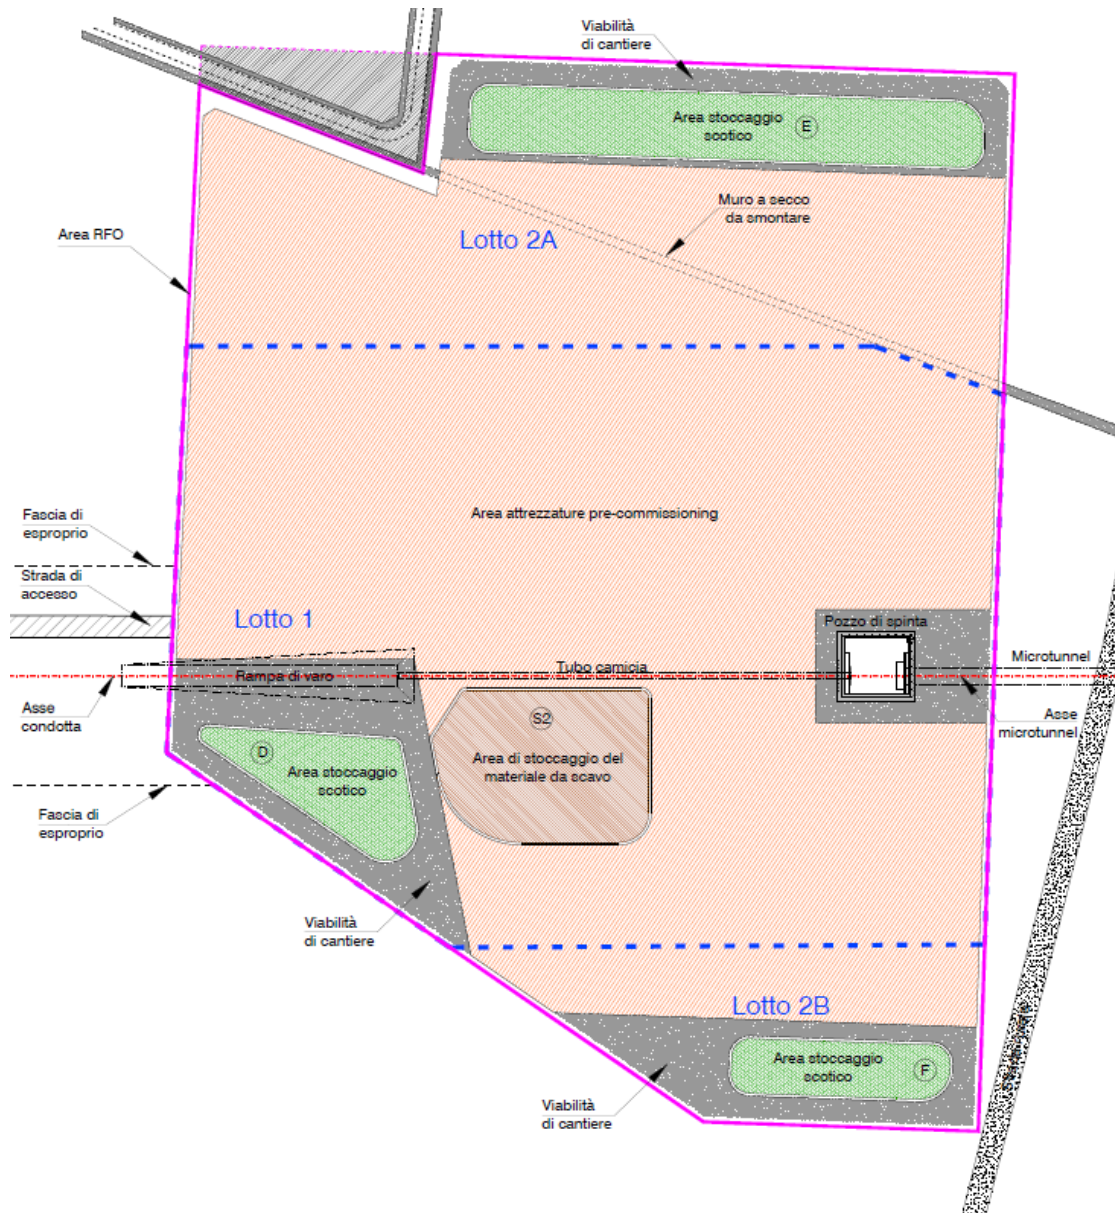 Viabilità
di cantiere
Area stoccaggio
scotico
E
Muro a secco
da smontare
Lotto 2A
Area RFO
Area attrezzature pre-commissioning
Fascia di
esproprio
Strada di
accesso
Lotto 1
Pozzo di spinta
Rampa di varo
Tubo camicia
Microtunnel
Asse
condotta
Asse
microtunnel
S2
Area di stoccaggio del
materiale da scavo
D
Area stoccaggio
scotico
Fascia di
esproprio
Viabilità
di cantiere
Lotto 2B
Area stoccaggio
scotico
F
Viabilità
di cantiere